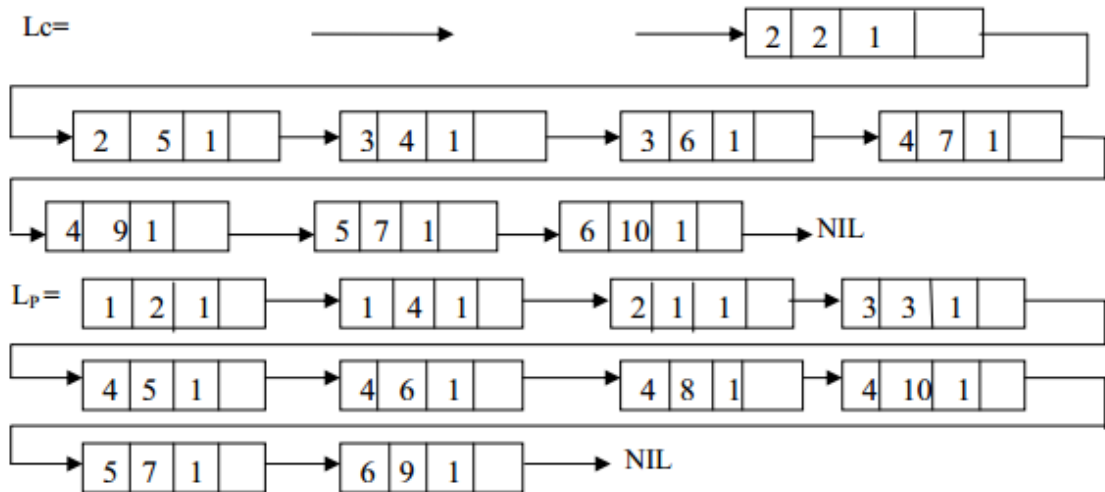 Lc= 2 2 1
2 5 1 3 4 1 3 6 1 4 7 1
4 9 1 5 7 1 6 10 1 NIL
LP= 1 2 1 1 4 1 2 1 1 3 3 1
4 5 1 4 6 1 4 8 1 4 10 1
5 7 1 6 9 1 NIL